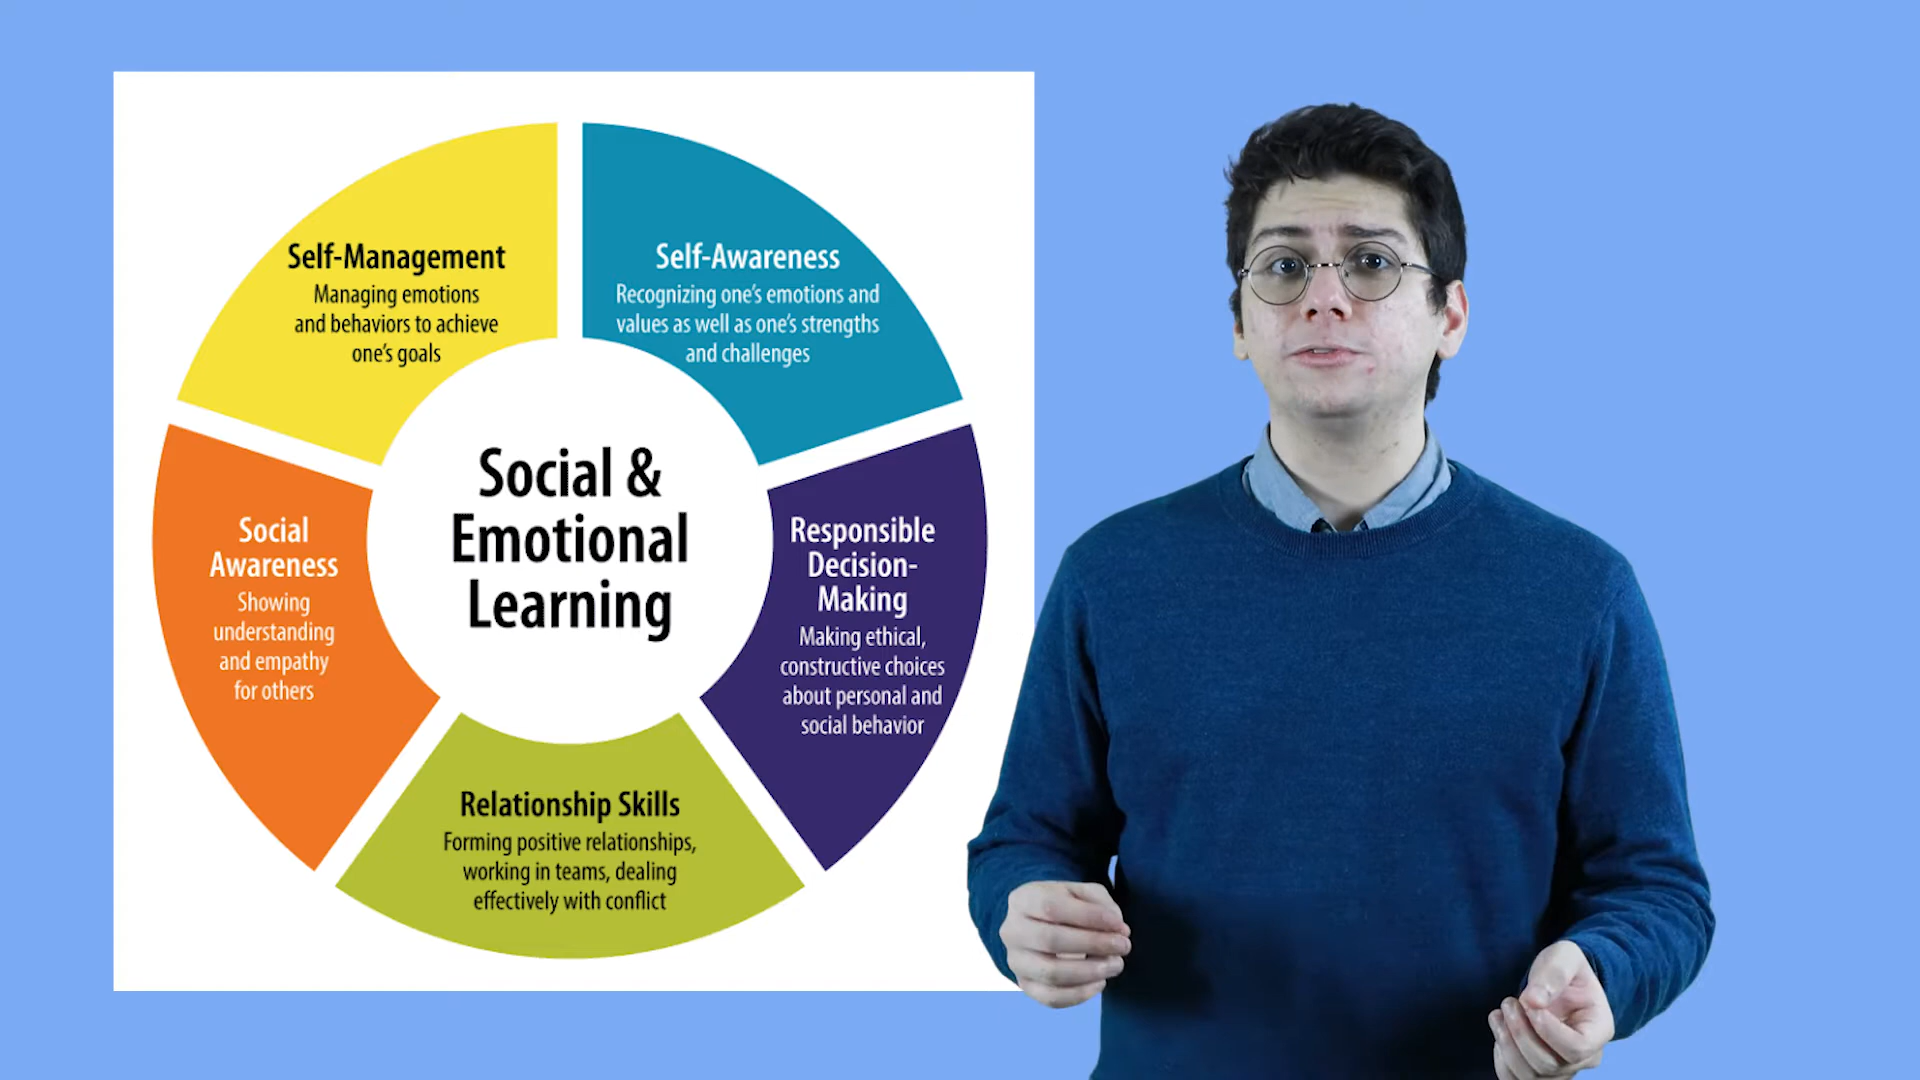 Self-Management
Managing emotions
and behaviors to achieve
one's goals
Self-Awareness
Recognizing one's emotions and
values as well as one's strengths
and challenges
Social
Awareness
Showing
understanding
and empathy
for others
Social &
Emotional
Learning
Responsible
Decision-
Making
Making ethical,
constructive choices
about personal and
social behavior
Relationship Skills
Forming positive relationships,
working in teams, dealing
effectively with conflict